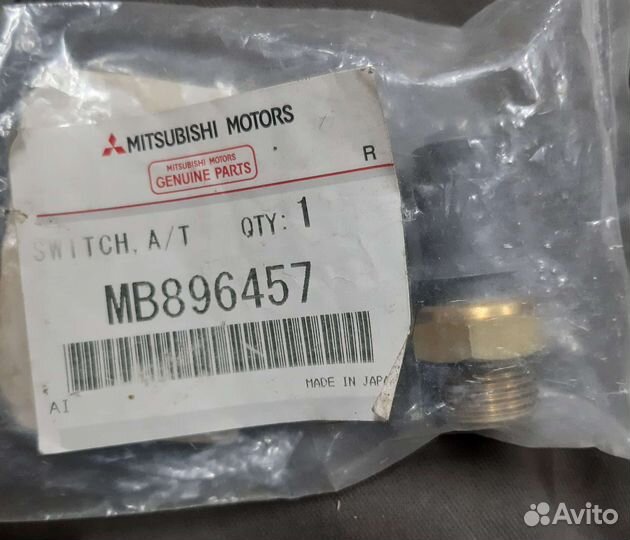 MITSUBISHI MOTORS
MITSUBISHI MOTORS
GENUINE PARTS
R
SWITCH, A/T QTY: 1
MB896457
AI
MADE IN JAPA
Avito